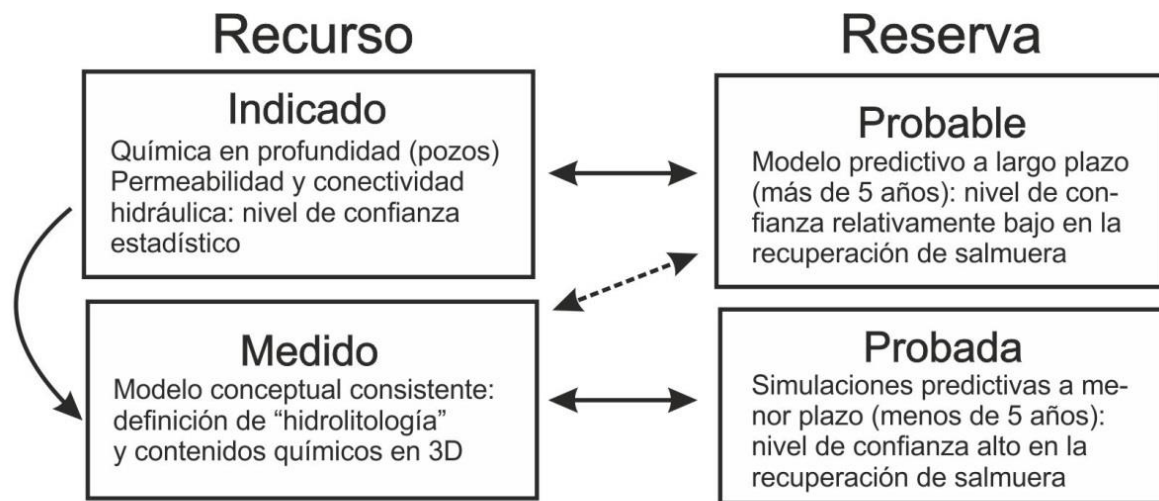 Recurso
Indicado
Química en profundidad (pozos)
Permeabilidad y conectividad
hidráulica: nivel de confianza
estadístico
Medido
Modelo conceptual consistente:
definición de “hidrolitología”
y contenidos químicos en 3D
Reserva
Probable
Modelo predictivo a largo plazo
(más de 5 años): nivel de con-
fianza relativamente bajo en la
recuperación de salmuera
Probada
Simulaciones predictivas a me-
nor plazo (menos de 5 años):
nivel de confianza alto en la
recuperación de salmuera